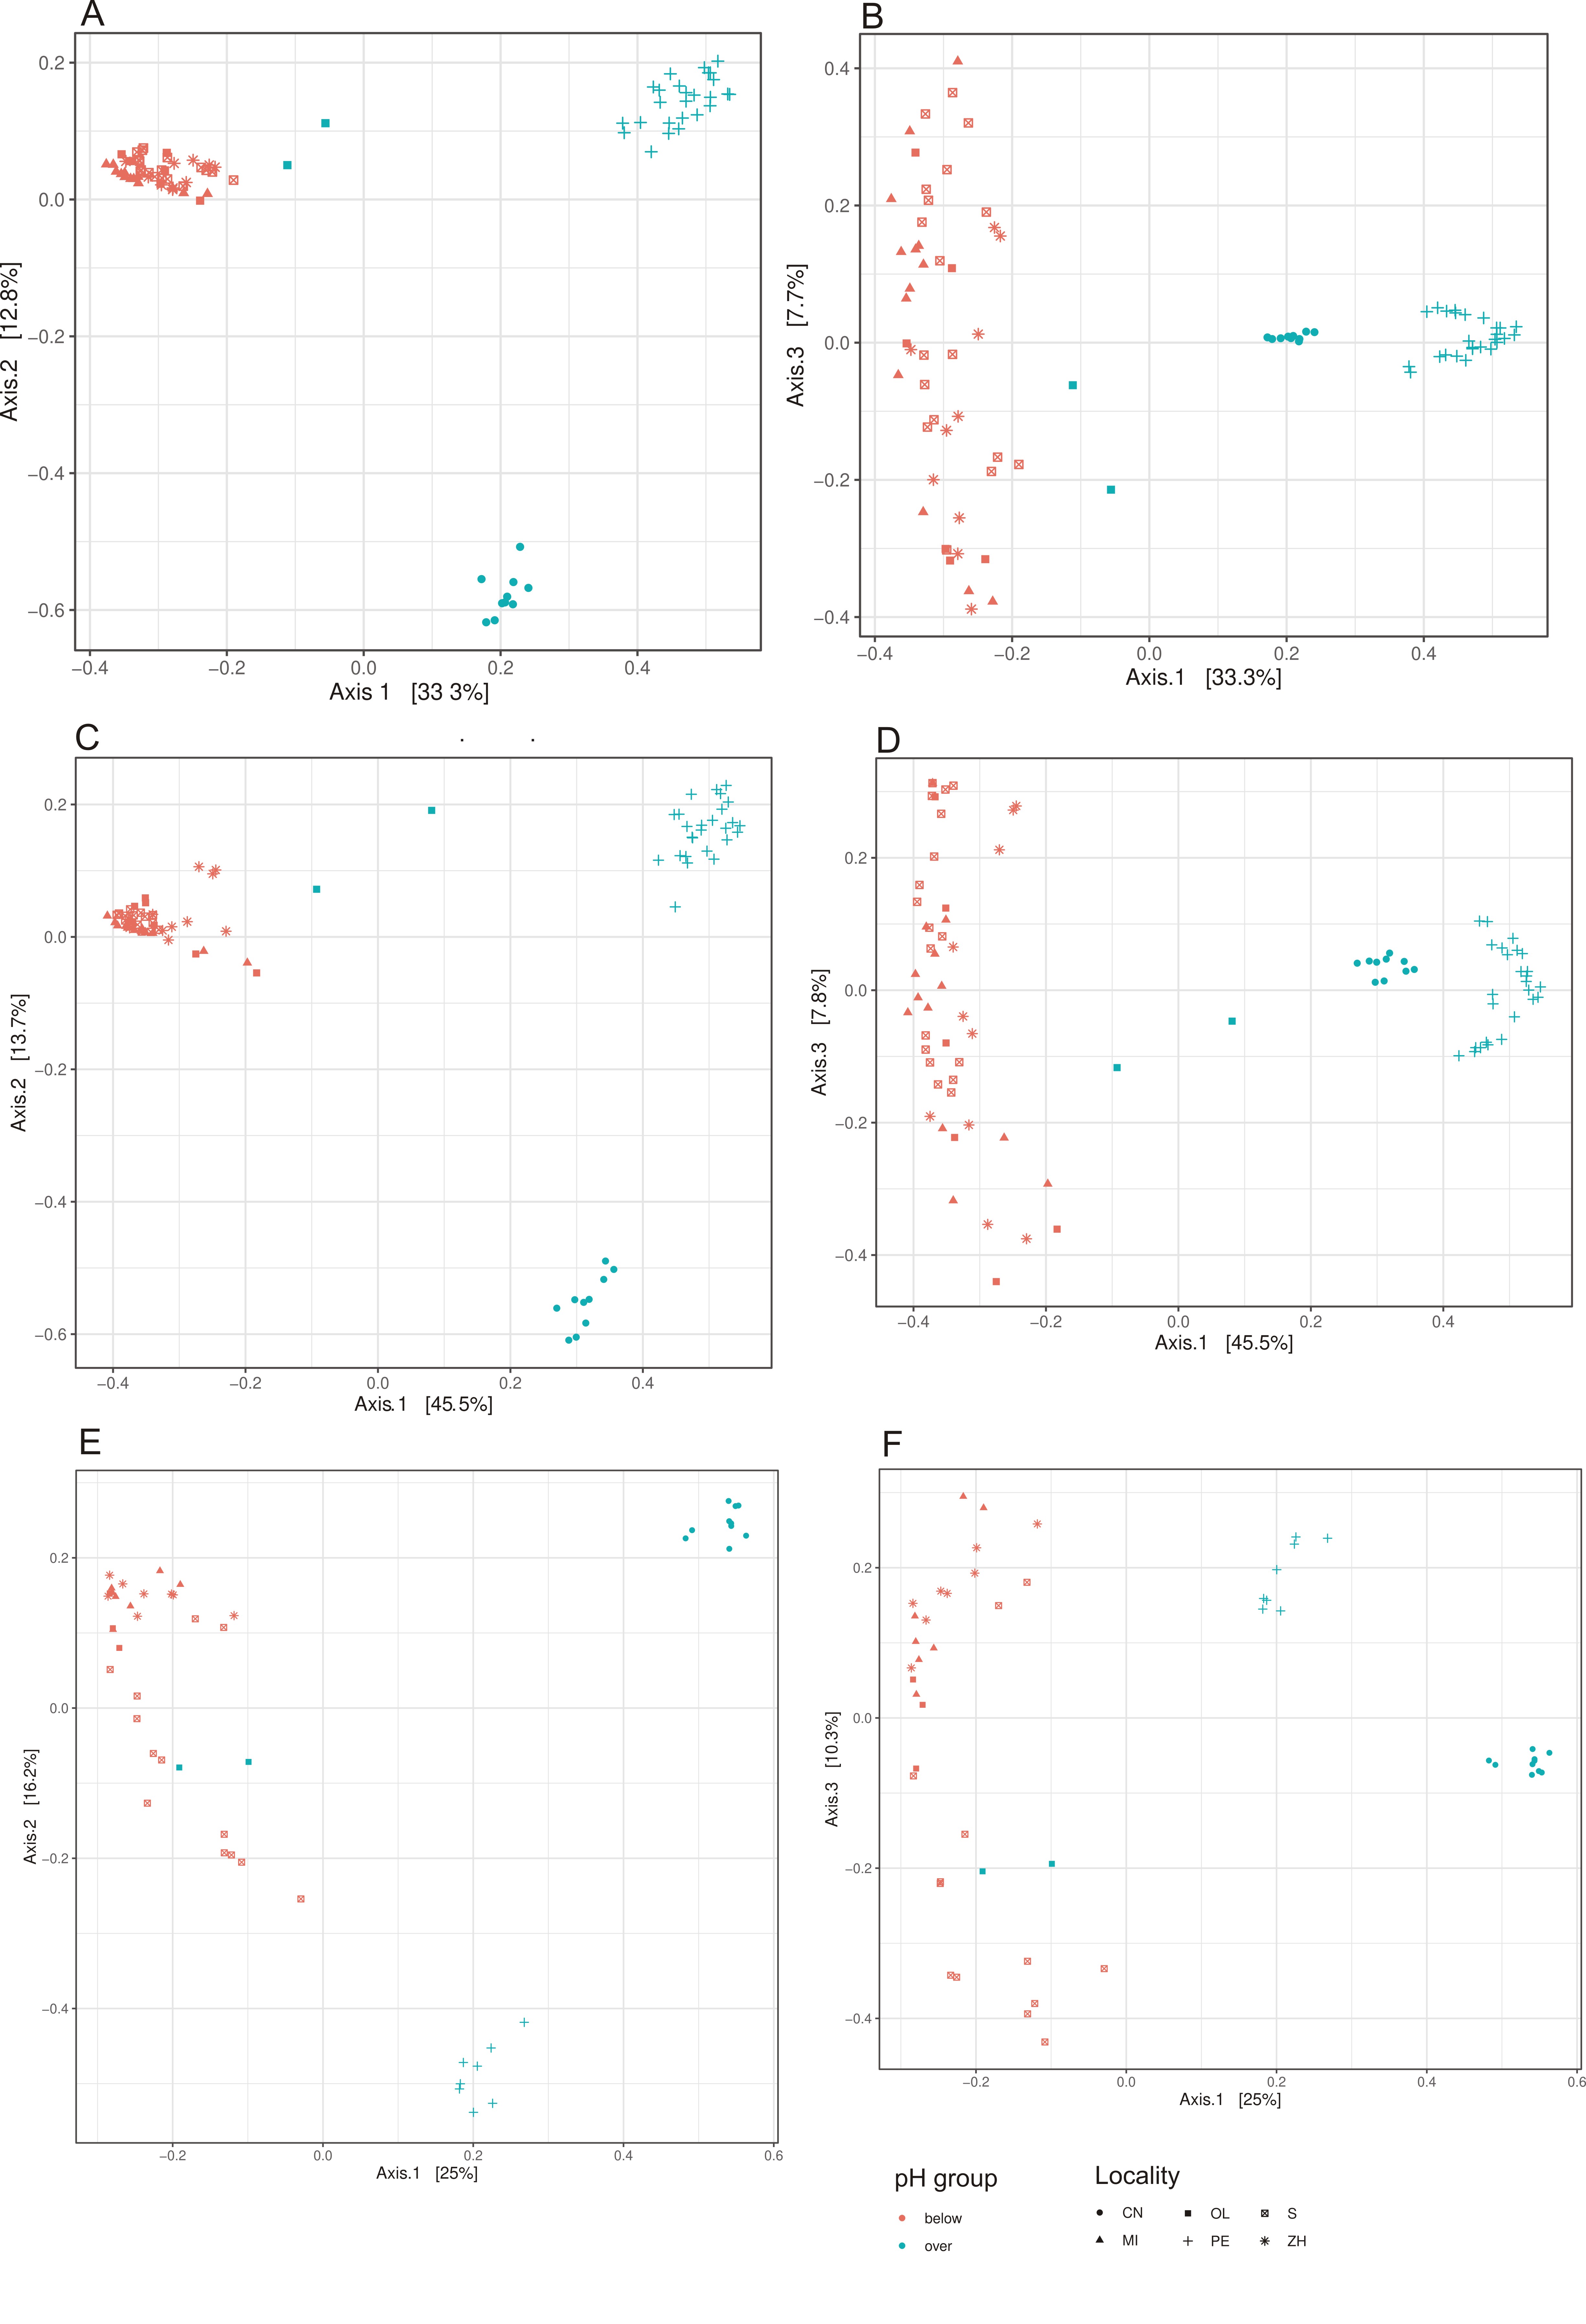 A
0.2
0.0
−0.2
−0.4
−0.6
Axis.2 [12.8%]
−0.4 −0.2 0.0 0.2 0.4
Axis 1 [33 3%]
B
0.4
0.2
0.0
−0.2
−0.4
Axis.3 [7.7%]
−0.4 −0.2 0.0 0.2 0.4
Axis.1 [33.3%]
C
0.2
0.0
−0.2
−0.4
−0.6
Axis.2 [13.7%]
−0.4 −0.2 0.0 0.2 0.4
Axis.1 [45.5%]
D
0.2
0.0
−0.2
−0.4
Axis.3 [7.8%]
−0.4 −0.2 0.0 0.2 0.4
Axis.1 [45.5%]
E
0.2
0.0
−0.2
−0.4
Axis.2 [16.2%]
−0.2 0.0 0.2 0.4 0.6
Axis.1 [25%]
F
0.2
0.0
−0.2
−0.4
Axis.3 [10.3%]
−0.2 0.0 0.2 0.4 0.6
Axis.1 [25%]
pH group
below
over
Locality
CN OL S
MI PE ZH